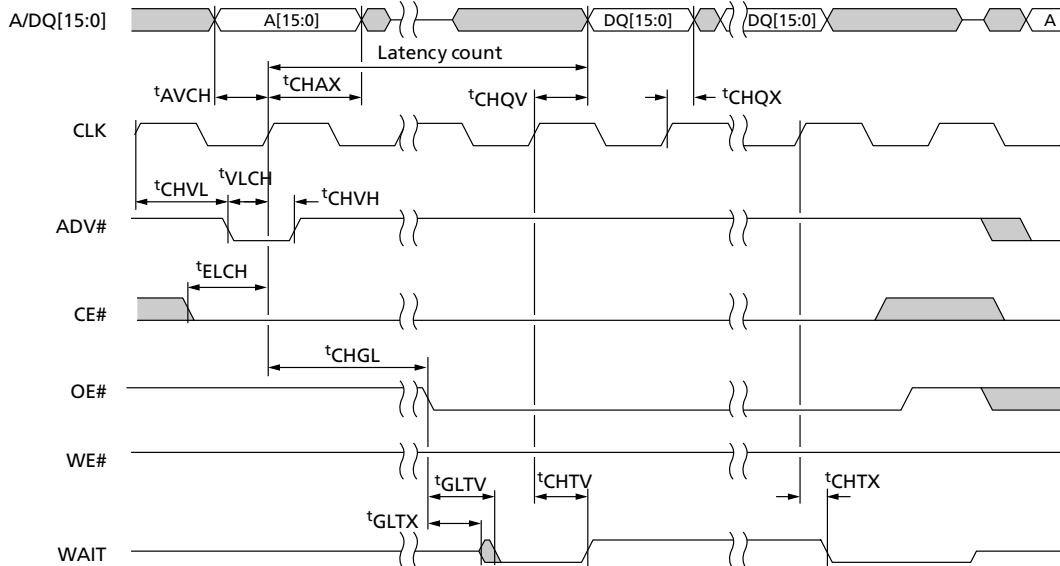 A/DQ[15:0] A[15:0] DQ[15:0] DQ[15:0] A
Latency count
tAVCH tCHAX tCHQV tCHQX
CLK
tCHVL tVLCH tCHVH
ADV#
tELCH
CE#
tCHGL
OE#
WE#
tGLTV tCHTV tCHTX
tGLTX
WAIT